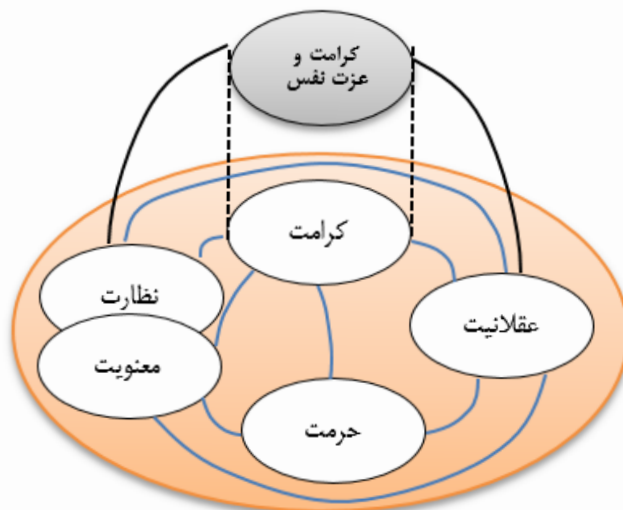 کرامت و
عزت نفس
کرامت
نظارت
عقلانیت
معنویت
حرمت